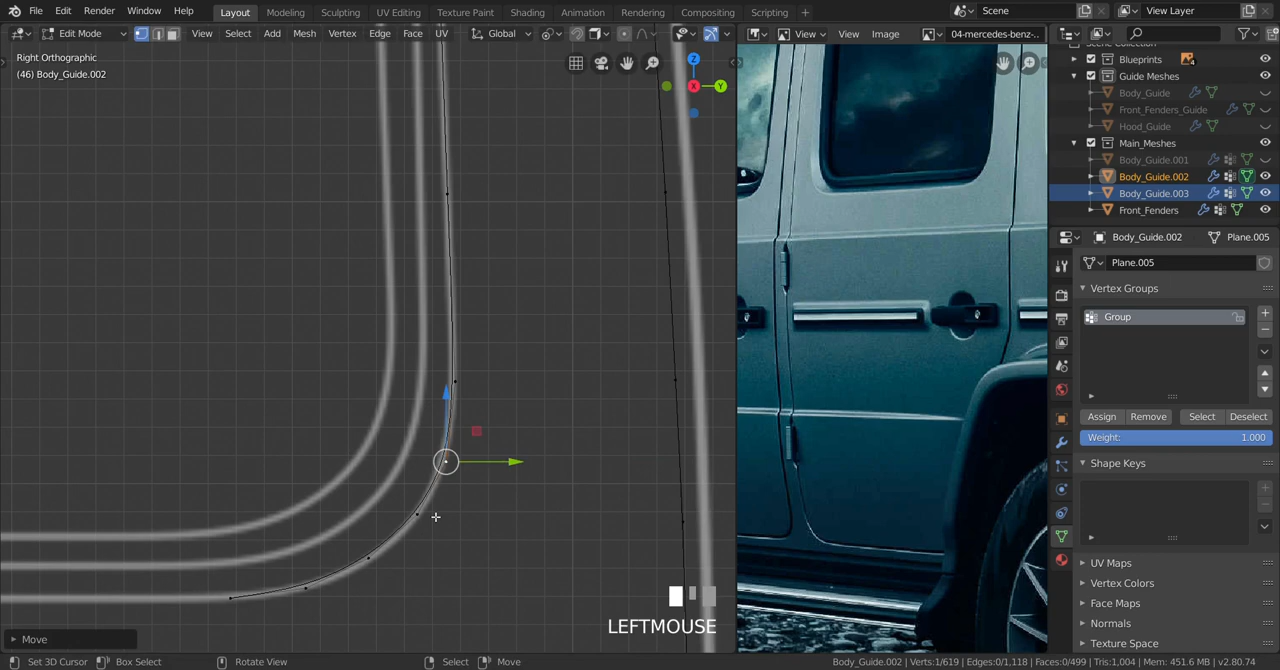 File Edit Render Window Help Layout Modeling Sculpting UV Editing Texture Paint Shading Animation Rendering Compositing Scripting + Scene View Layer
Edit Mode View Select Add Mesh Vertex Edge Face UV Global View View Image 04-mercedes-benz-..
Right Orthographic
(46) Body_Guide.002
Z
X
Y
Blueprints 4
Guide Meshes
Body_Guide
Front_Fenders_Guide
Hood_Guide
Main_Meshes
Body_Guide.001
Body_Guide.002
Body_Guide.003
Front_Fenders
Body_Guide.002 Plane.005
Plane.005
Vertex Groups
Group
Assign Remove Select Deselect
Weight: 1.000
Shape Keys
UV Maps
Vertex Colors
Face Maps
Normals
Texture Space
LEFTMOUSE
Move
Set 3D Cursor Box Select Rotate View Select Move Body_Guide.002 | Verts:1/619 | Edges:0/1,118 | Faces:0/499 | Tris:1,004 | Mem: 451.6 MB | v2.80.74